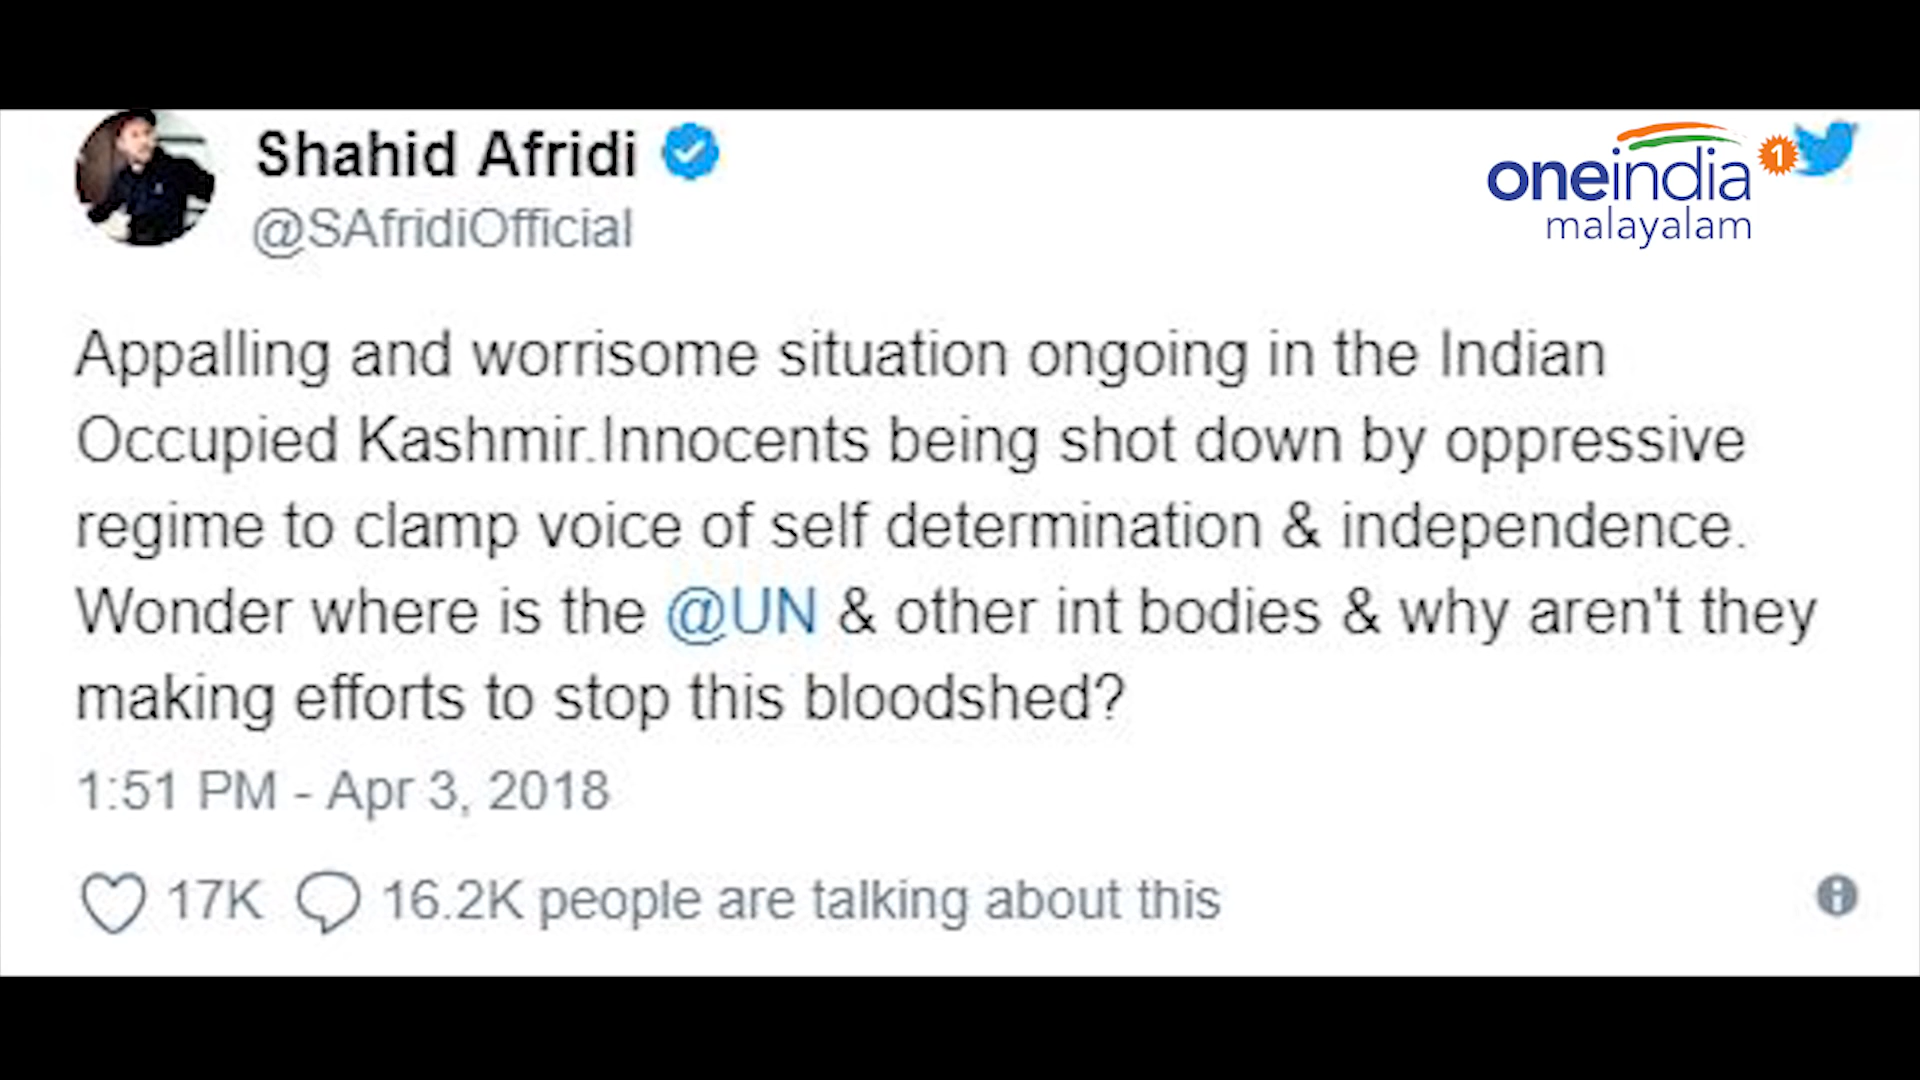 Shahid Afridi
@SAfridiOfficial
oneindia
1
malayalam
Appalling and worrisome situation ongoing in the Indian
Occupied Kashmir.Innocents being shot down by oppressive
regime to clamp voice of self determination & independence.
Wonder where is the @UN & other int bodies & why aren't they
making efforts to stop this bloodshed?
1:51 PM - Apr 3, 2018
17K 16.2K people are talking about this